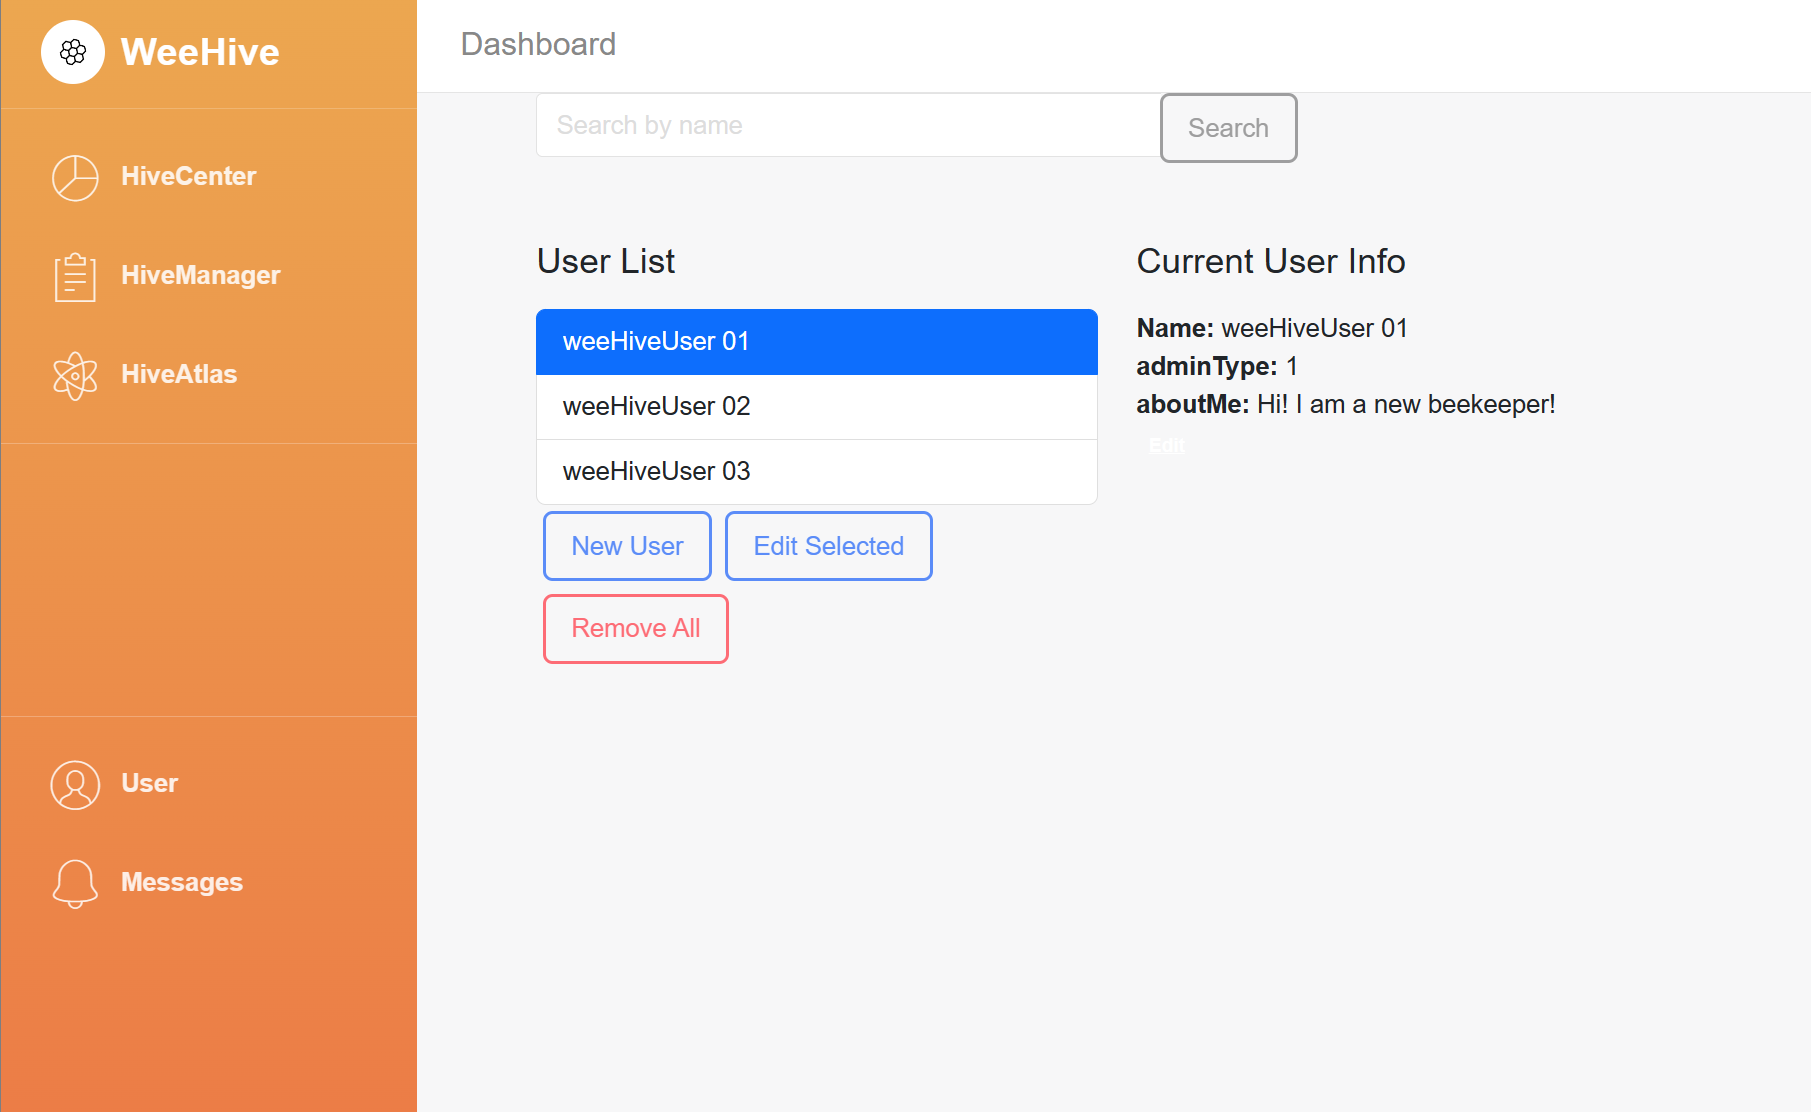 WeeHive
HiveCenter
HiveManager
HiveAtlas
User
Messages
Dashboard
Search by name
Search
User List
weeHiveUser 01
weeHiveUser 02
weeHiveUser 03
New User
Edit Selected
Remove All
Current User Info
Name: weeHiveUser 01
adminType: 1
aboutMe: Hi! I am a new beekeeper!
Edit